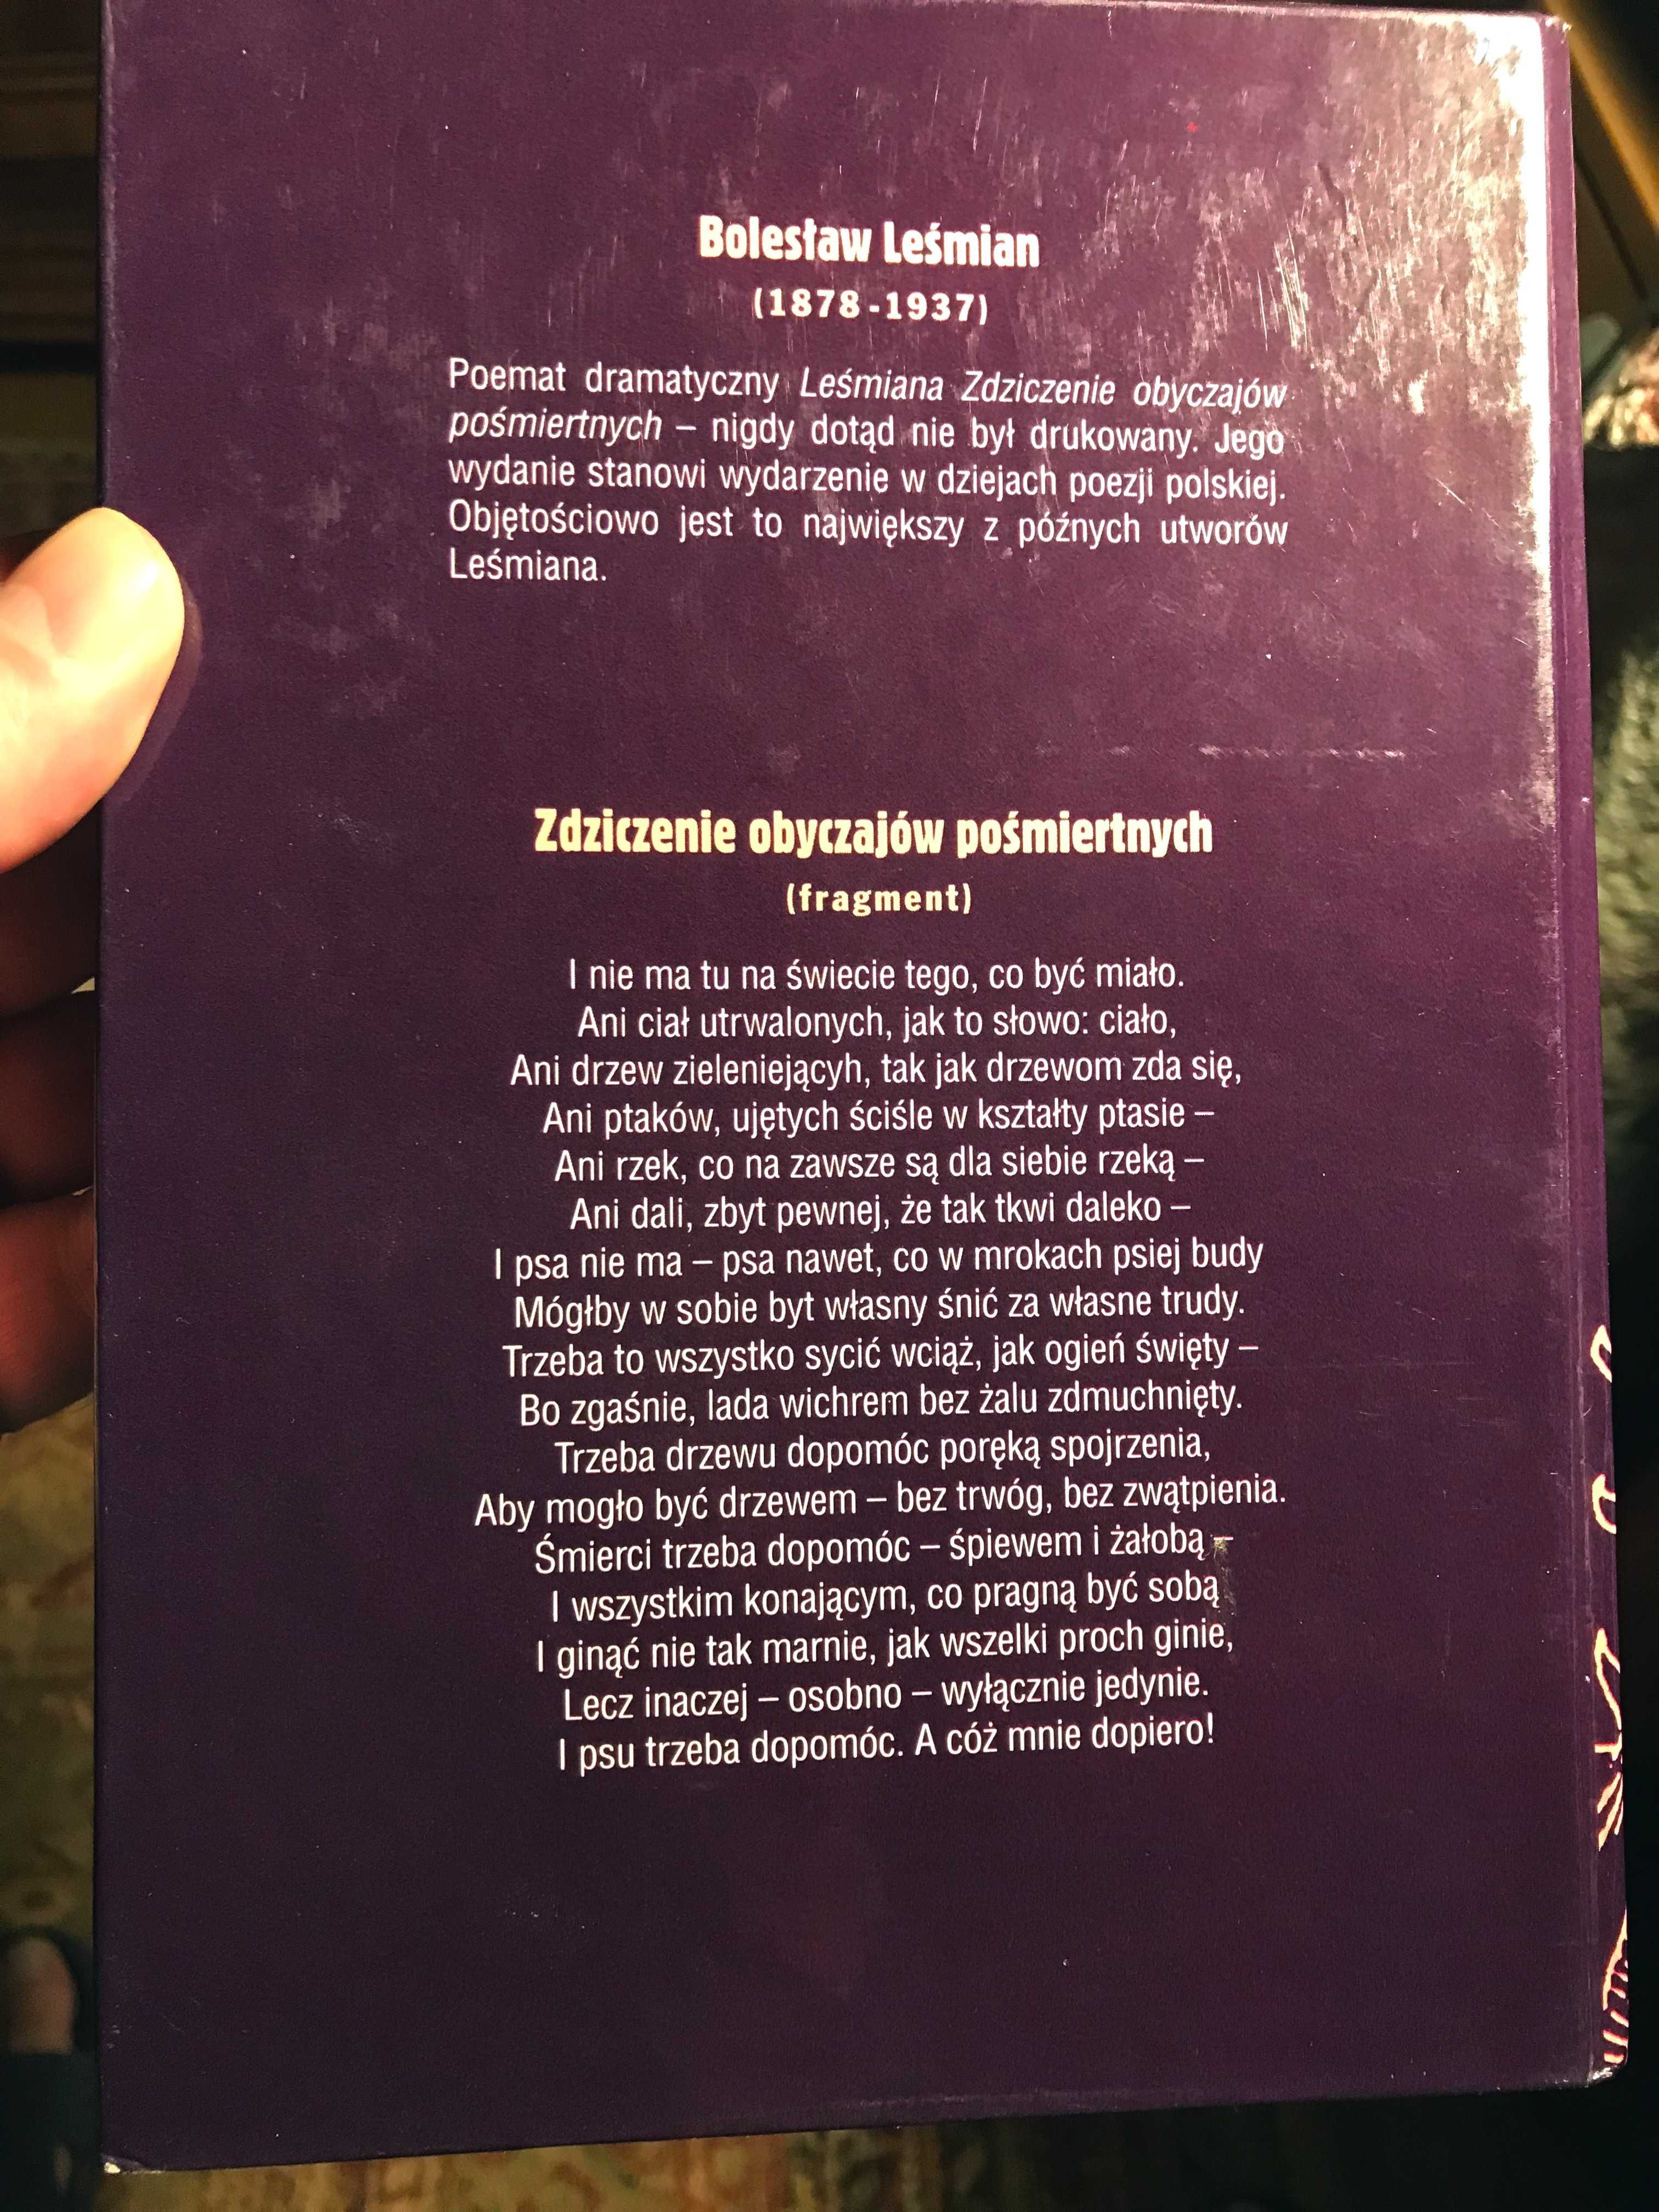 Bolesław Leśmian
(1878-1937)
Poemat dramatyczny Leśmiana Zdziczenie obyczajów
pośmiertnych – nigdy dotąd nie był drukowany. Jego
wydanie stanowi wydarzenie w dziejach poezji polskiej.
Objętościowo jest to największy z późnych utworów
Leśmiana.
Zdziczenie obyczajów pośmiertnych
(fragment)
I nie ma tu na świecie tego, co być miało.
Ani ciał utrwalonych, jak to słowo: ciało,
Ani drzew zieleniejącyh, tak jak drzewom zda się,
Ani ptaków, ujętych ściśle w kształty ptasie –
Ani rzek, co na zawsze są dla siebie rzeką –
Ani dali, zbyt pewnej, że tak tkwi daleko –
I psa nie ma – psa nawet, co w mrokach psiej budy
Mógłby w sobie byt własny śnić za własne trudy.
Trzeba to wszystko sycić wciąż, jak ogień święty –
Bo zgaśnie, lada wichrem bez żalu zdmuchnięty.
Trzeba drzewu dopomóc poręką spojrzenia,
Aby mogło być drzewem – bez trwóg, bez zwątpienia.
Śmierci trzeba dopomóc – śpiewem i żałobą –
I wszystkim konającym, co pragną być sobą
I ginąć nie tak marnie, jak wszelki proch ginie,
Lecz inaczej – osobno – wyłącznie jedynie.
I psu trzeba dopomóc. A cóż mnie dopiero!